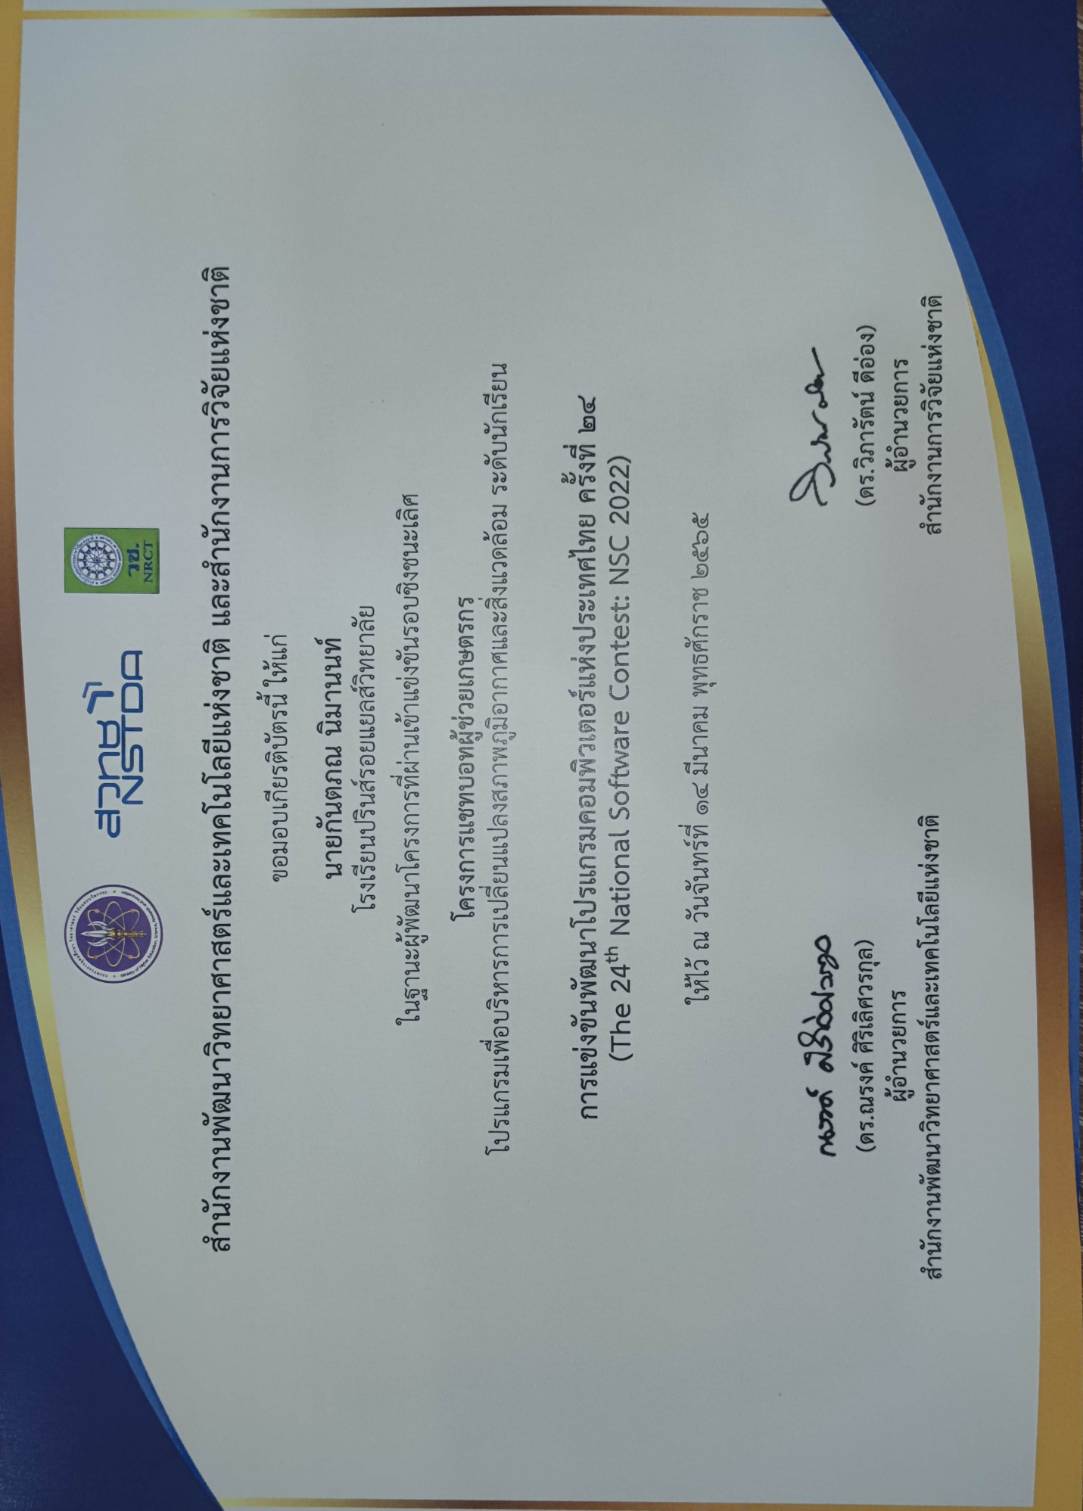 สวทช
NSTDA
วช.
NRCT
สำนักงานพัฒนาวิทยาศาสตร์และเทคโนโลยีแห่งชาติ และสำนักงานการวิจัยแห่งชาติ
ขอมอบเกียรติบัตรนี้ ให้แก่
นายกันตภณ นิมานนท์
โรงเรียนปรินส์รอยแยลส์วิทยาลัย
ในฐานะผู้พัฒนาโครงการที่ผ่านเข้าแข่งขันรอบชิงชนะเลิศ
โครงการแชทบอทผู้ช่วยเกษตรกร
โปรแกรมเพื่อบริหารการเปลี่ยนแปลงสภาพภูมิอากาศและสิ่งแวดล้อม ระดับนักเรียน
การแข่งขันพัฒนาโปรแกรมคอมพิวเตอร์แห่งประเทศไทย ครั้งที่ ๒๔
(The 24th National Software Contest: NSC 2022)
ให้ไว้ ณ วันจันทร์ที่ ๑๔ มีนาคม พุทธศักราช ๒๕๖๕
(ดร.ณรงค์ ศิริเลิศวรกุล)
ผู้อำนวยการ
สำนักงานพัฒนาวิทยาศาสตร์และเทคโนโลยีแห่งชาติ
(ดร.วิภารัตน์ ดีอ่อง)
ผู้อำนวยการ
สำนักงานการวิจัยแห่งชาติ